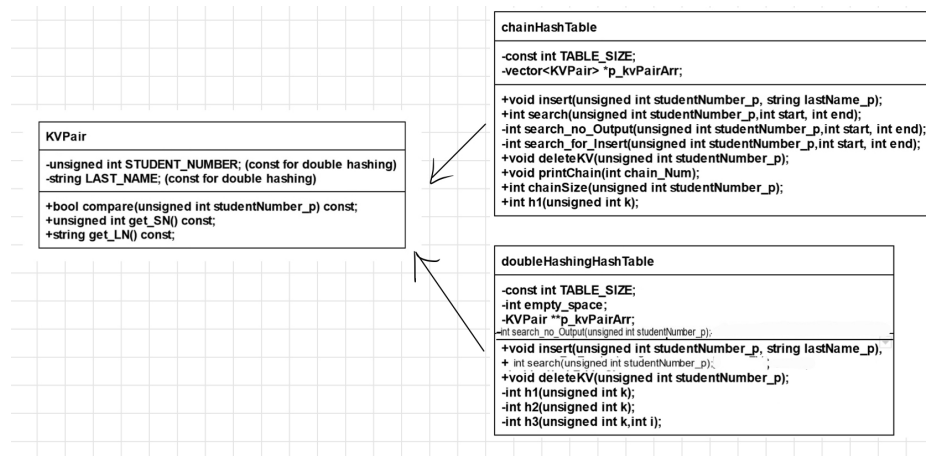 KVPair
-unsigned int STUDENT_NUMBER; (const for double hashing)
-string LAST_NAME; (const for double hashing)
+bool compare(unsigned int studentNumber_p) const;
+unsigned int get_SN() const;
+string get_LN() const;
chainHashTable
-const int TABLE_SIZE;
-vector<KVPair> *p_kvPairArr;
+void insert(unsigned int studentNumber_p, string lastName_p);
+int search(unsigned int studentNumber_p,int start, int end);
-int search_no_Output(unsigned int studentNumber_p,int start, int end);
-int search_for_Insert(unsigned int studentNumber_p,int start, int end);
+void deleteKV(unsigned int studentNumber_p);
+void printChain(int chain_Num);
+int chainSize(unsigned int studentNumber_p);
+int h1(unsigned int k);
doubleHashingHashTable
-const int TABLE_SIZE;
-int empty_space;
-KVPair **p_kvPairArr;
-int search_no_Output(unsigned int studentNumber_p);
+void insert(unsigned int studentNumber_p, string lastName_p),
+ int search(unsigned int studentNumber_p);
+void deleteKV(unsigned int studentNumber_p);
-int h1(unsigned int k);
-int h2(unsigned int k);
-int h3(unsigned int k,int i);